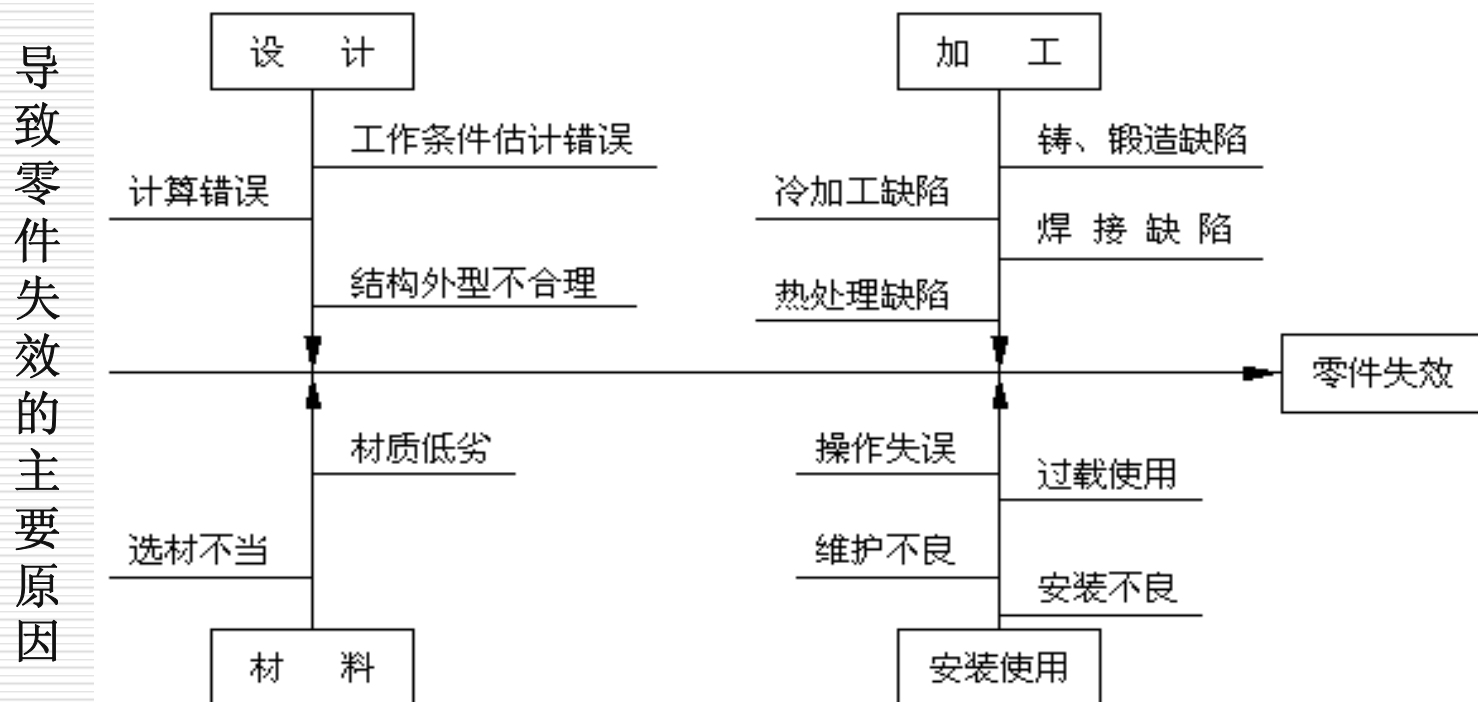 导致零件失效的主要原因
设 计
工作条件估计错误
计算错误
结构外型不合理
加 工
铸、锻造缺陷
冷加工缺陷
焊 接 缺 陷
热处理缺陷
零件失效
材质低劣
选材不当
材 料
操作失误
过载使用
维护不良
安装不良
安装使用